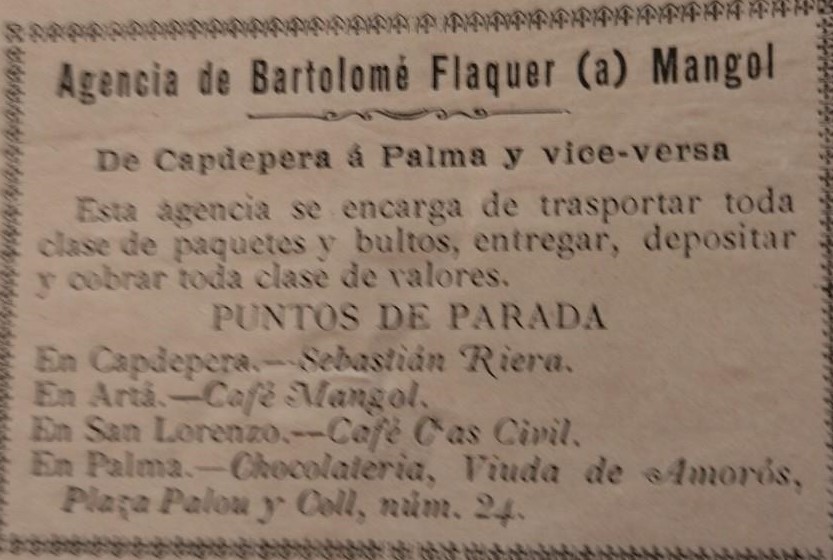 Agencia de Bartolomé Flaquer (a) Mangol
De Capdepera á Palma y vice-versa
Esta agencia se encarga de trasportar toda
clase de paquetes y bultos, entregar, depositar
y cobrar toda clase de valores.
PUNTOS DE PARADA
En Capdepera.—Sebastián Riera.
En Artá.—Café Mangol.
En San Lorenzo.—Café C'as Civil.
En Palma.—Chocolateria, Viuda de Amorós,
Plaza Palou y Coll, núm. 24.